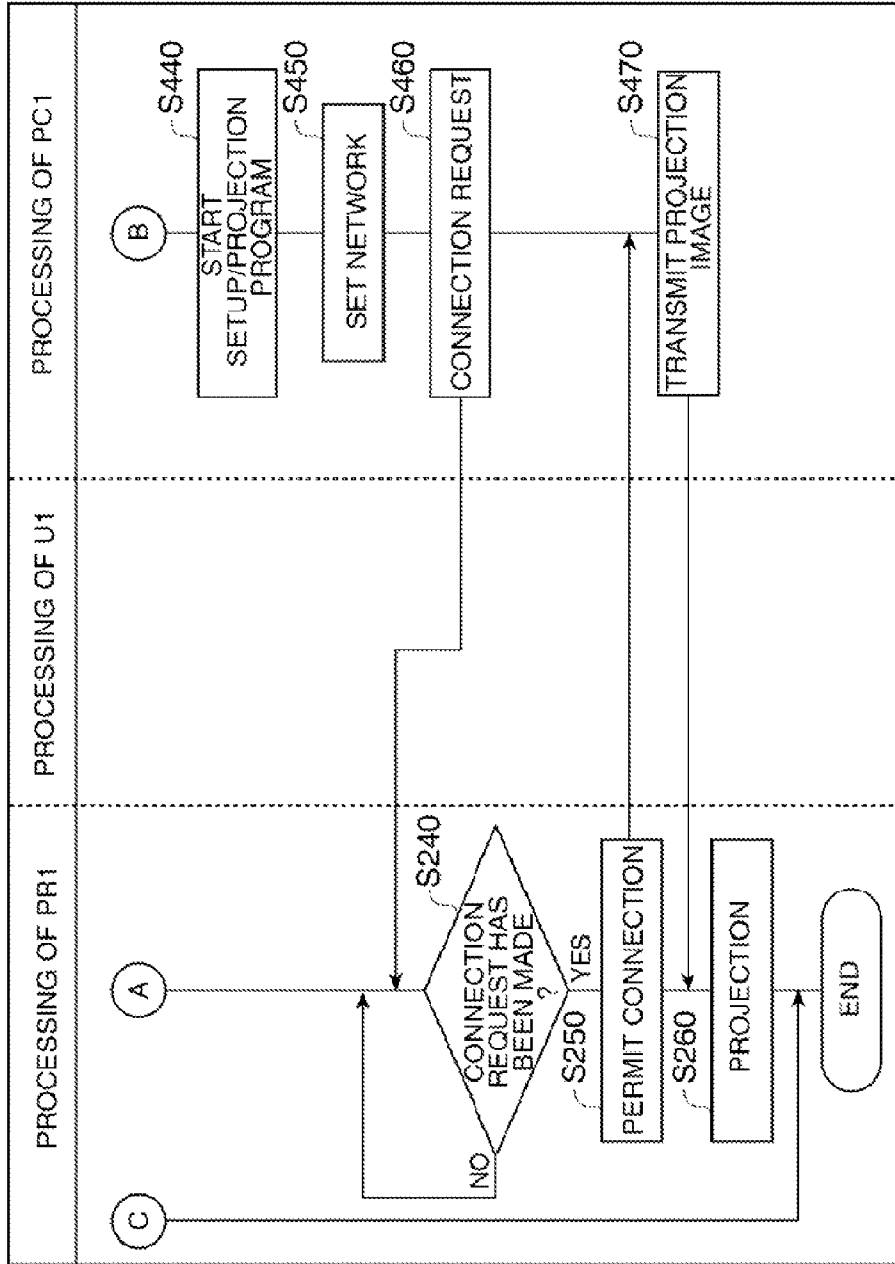 PROCESSING OF PR1
PROCESSING OF U1
PROCESSING OF PC1
C
A
S240
CONNECTION
REQUEST HAS
BEEN MADE
?
NO
YES
S250
PERMIT CONNECTION
S260
PROJECTION
END
B
S440
START
SETUP/PROJECTION
PROGRAM
S450
SET NETWORK
S460
CONNECTION REQUEST
S470
TRANSMIT PROJECTION
IMAGE